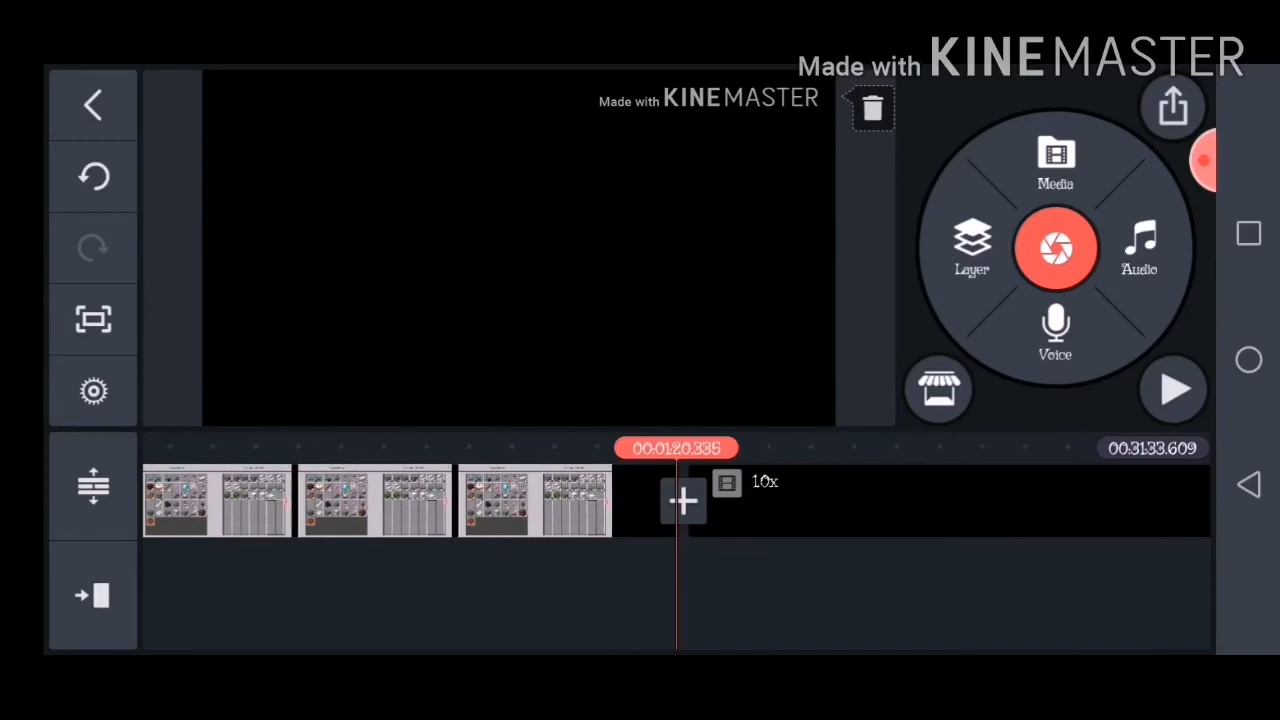 Made with KINEMASTER
Made with KINEMASTER
Media
Layer
Audio
Voice
00:01:20.335
00:31:33.609
10x